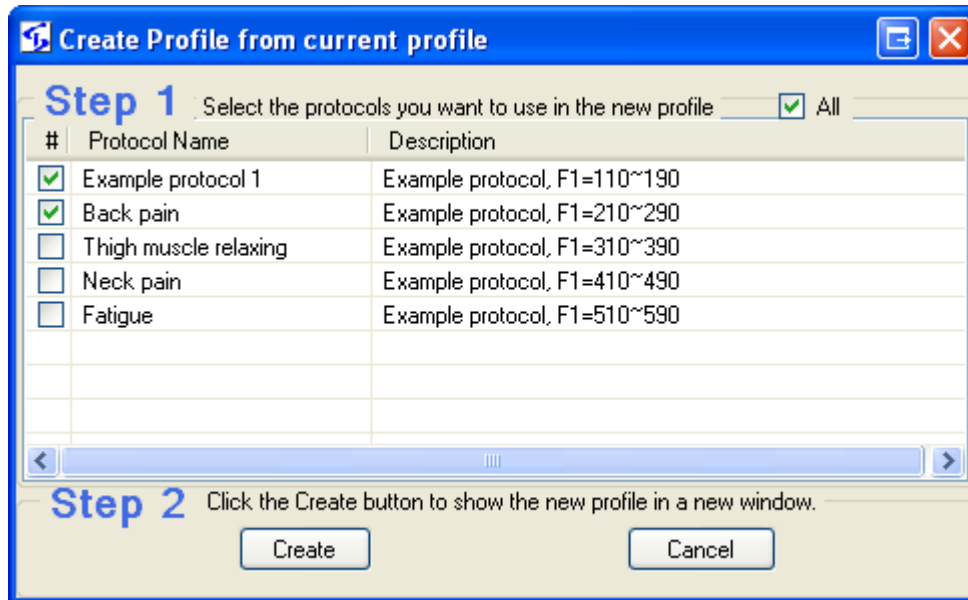 Create Profile from current profile
Step 1 Select the protocols you want to use in the new profile All
# Protocol Name Description
Example protocol 1 Example protocol, F1=110~190
Back pain Example protocol, F1=210~290
Thigh muscle relaxing Example protocol, F1=310~390
Neck pain Example protocol, F1=410~490
Fatigue Example protocol, F1=510~590
Step 2 Click the Create button to show the new profile in a new window.
Create Cancel